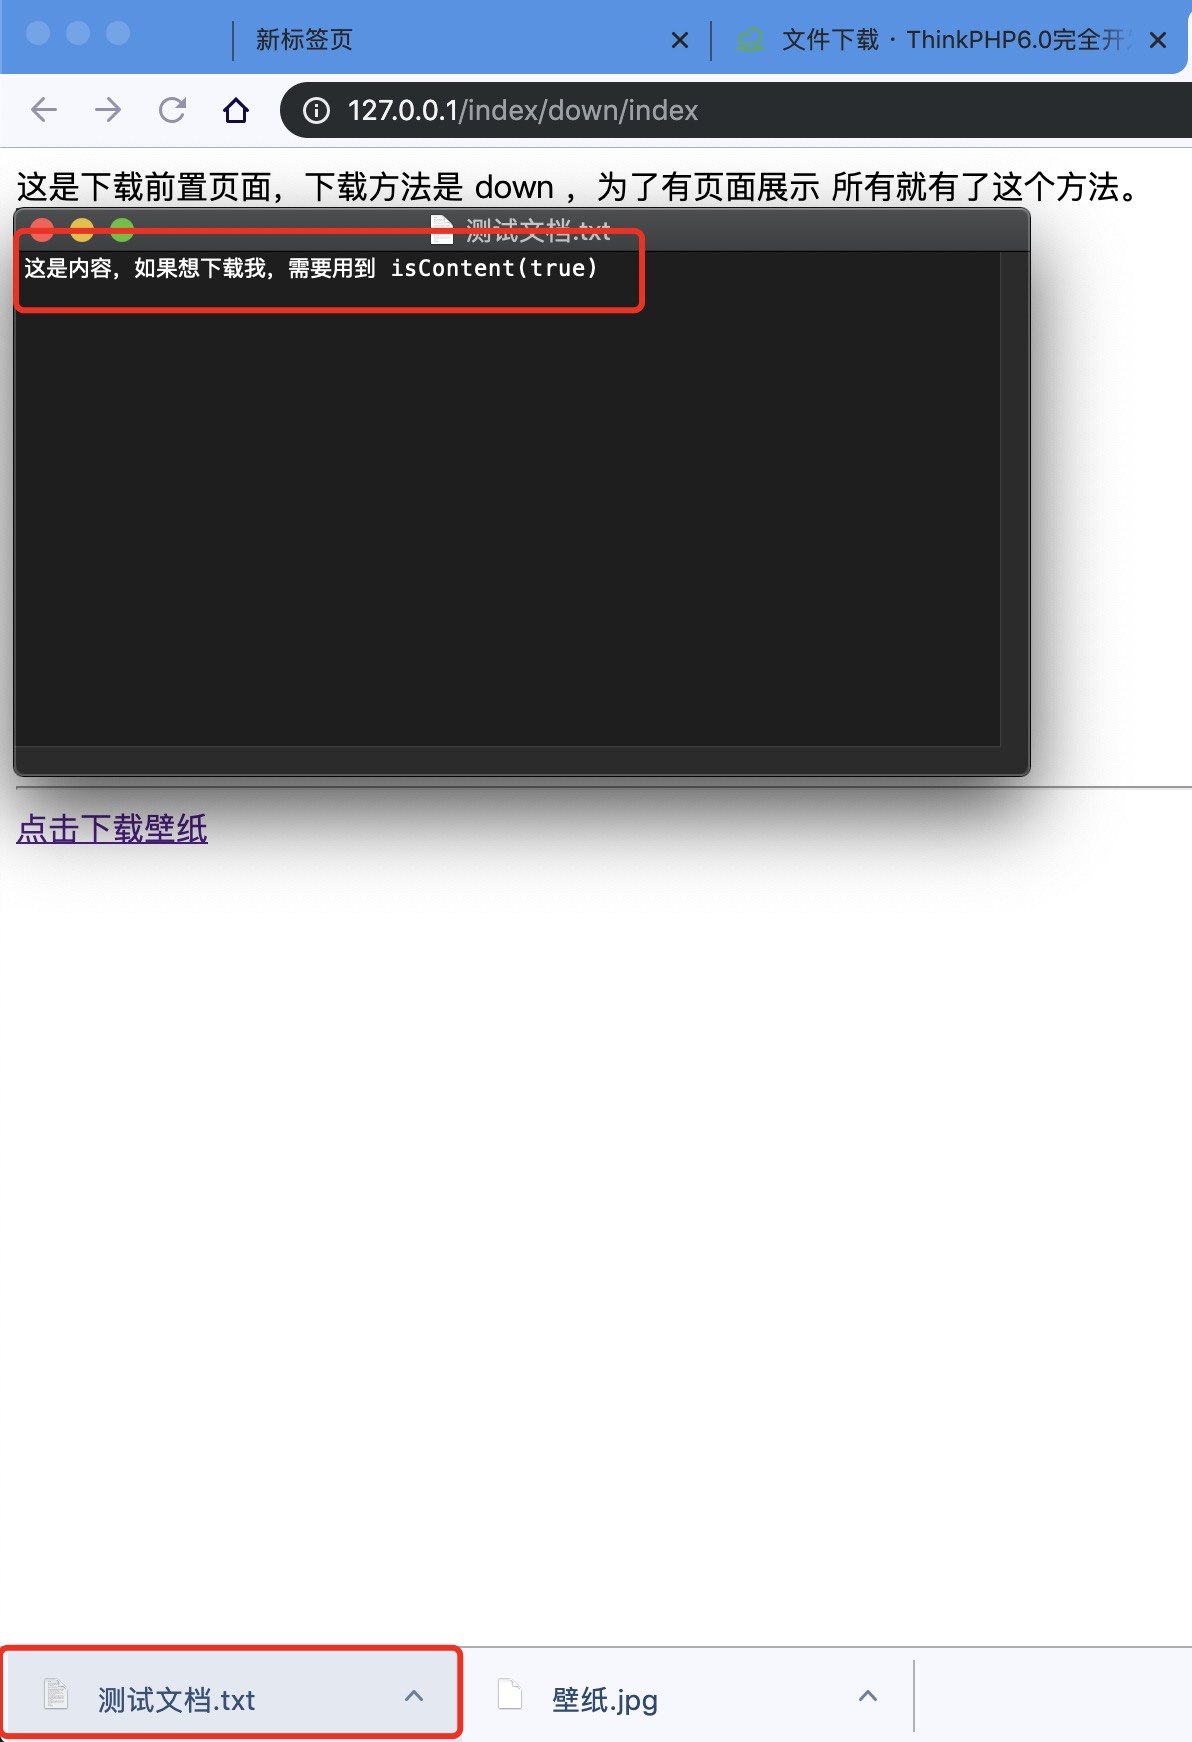 新标签页
文件下载 · ThinkPHP6.0完全开
127.0.0.1/index/down/index
这是下载前置页面，下载方法是 down ，为了有页面展示 所有就有了这个方法。
测试文档.txt
这是内容，如果想下载我，需要用到 isContent(true)
点击下载壁纸
测试文档.txt
壁纸.jpg